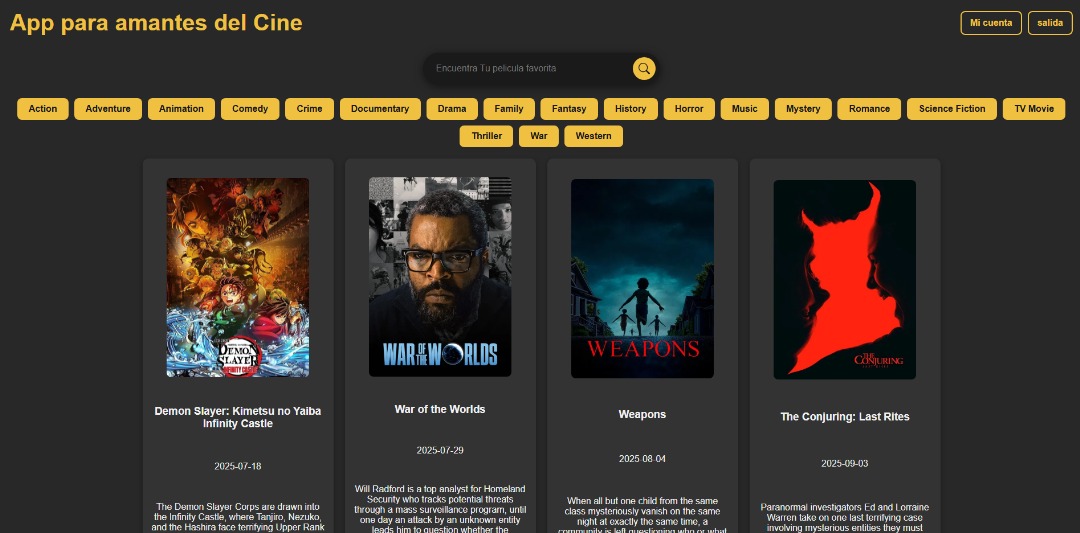 App para amantes del Cine
Mi cuenta
salida
Encuentra Tu pelicula favorita
Action
Adventure
Animation
Comedy
Crime
Documentary
Drama
Family
Fantasy
History
Horror
Music
Mystery
Romance
Science Fiction
TV Movie
Thriller
War
Western
DEMON
SLAYER
INFINITY CASTLE
WAR OF THE WORLDS
WEAPONS
THE
CONJURING
Demon Slayer: Kimetsu no Yaiba
Infinity Castle
2025-07-18
The Demon Slayer Corps are drawn into
the Infinity Castle, where Tanjiro, Nezuko,
and the Hashira face terrifying Upper Rank
War of the Worlds
2025-07-29
Will Radford is a top analyst for Homeland
Security who tracks potential threats
through a mass surveillance program, until
one day an attack by an unknown entity
leads him to question whether the
Weapons
2025-08-04
When all but one child from the same
class mysteriously vanish on the same
night at exactly the same time, a
community is left questioning who or what
The Conjuring: Last Rites
2025-09-03
Paranormal investigators Ed and Lorraine
Warren take on one last terrifying case
involving mysterious entities they must